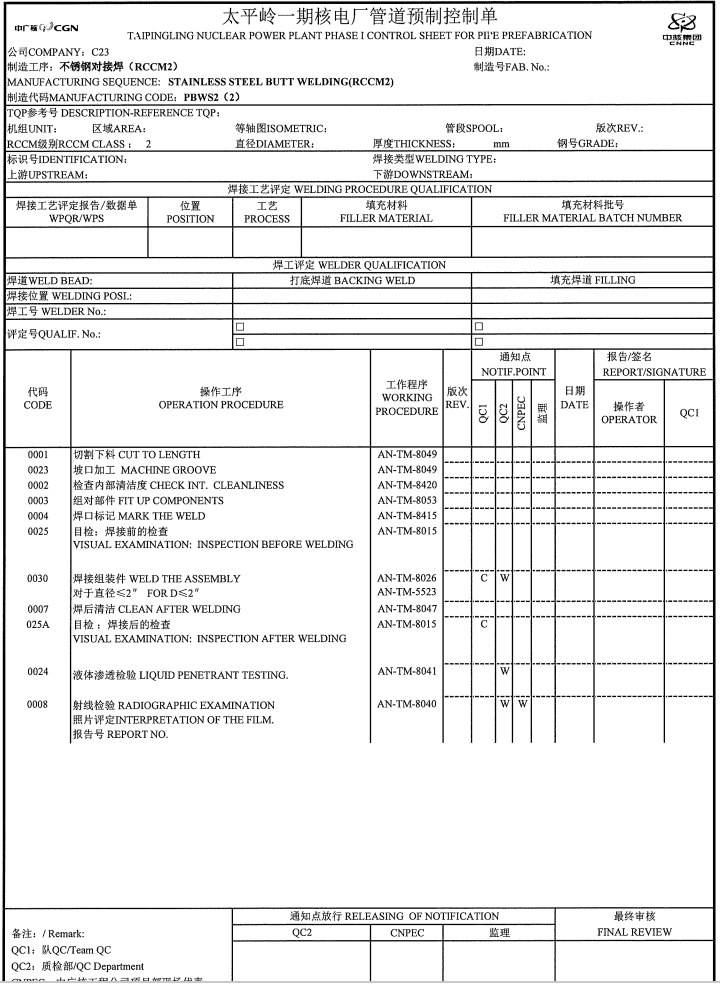 太平岭一期核电厂管道预制控制单
中广核 CGN
TAIPINGLING NUCLEAR POWER PLANT PHASE I CONTROL SHEET FOR PIPE PREFABRICATION
中核集团
CNNC
公司COMPANY：C23 日期DATE:
制造工序：不锈钢对接焊（RCCM2） 制造号FAB. No.:
MANUFACTURING SEQUENCE: STAINLESS STEEL BUTT WELDING(RCCM2)
制造代码MANUFACTURING CODE：PBWS2（2）
TQP参考号 DESCRIPTION-REFERENCE TQP：
机组UNIT： 区域AREA： 等轴图ISOMETRIC： 管段SPOOL： 版次REV.:
RCCM级别RCCM CLASS： 2 直径DIAMETER： 厚度THICKNESS： mm 钢号GRADE：
标识号IDENTIFICATION： 焊接类型WELDING TYPE：
上游UPSTREAM： 下游DOWNSTREAM：
焊接工艺评定 WELDING PROCEDURE QUALIFICATION
焊接工艺评定报告/数据单 位置 工艺 填充材料 填充材料批号
WPQR/WPS POSITION PROCESS FILLER MATERIAL FILLER MATERIAL BATCH NUMBER
焊工评定 WELDER QUALIFICATION
焊道WELD BEAD: 打底焊道 BACKING WELD 填充焊道 FILLING
焊接位置 WELDING POSI.:
焊工号 WELDER No.:
评定号QUALIF. No.: □ □
□ □
代码 操作工序 工作程序 版次 通知点 日期 报告/签名
CODE OPERATION PROCEDURE WORKING PROCEDURE REV. NOTIF.POINT DATE REPORT/SIGNATURE
QC1 QC2 CNPEC 监理 操作者 OPERATOR QC1
0001 切割下料 CUT TO LENGTH AN-TM-8049
0023 坡口加工 MACHINE GROOVE AN-TM-8049
0002 检查内部清洁度 CHECK INT. CLEANLINESS AN-TM-8420
0003 组对部件 FIT UP COMPONENTS AN-TM-8053
0004 焊口标记 MARK THE WELD AN-TM-8415
0025 目检：焊接前的检查 AN-TM-8015
VISUAL EXAMINATION: INSPECTION BEFORE WELDING
0030 焊接组装件 WELD THE ASSEMBLY AN-TM-8026 C W
对于直径≤2″ FOR D≤2″ AN-TM-5523
0007 焊后清洁 CLEAN AFTER WELDING AN-TM-8047
025A 目检：焊接后的检查 AN-TM-8015 C
VISUAL EXAMINATION: INSPECTION AFTER WELDING
0024 液体渗透检验 LIQUID PENETRANT TESTING. AN-TM-8041 W
0008 射线检验 RADIOGRAPHIC EXAMINATION AN-TM-8040 W W
照片评定INTERPRETATION OF THE FILM.
报告号 REPORT NO.
通知点放行 RELEASING OF NOTIFICATION 最终审核
备注：/ Remark: QC2 CNPEC 监理 FINAL REVIEW
QC1：队QC/Team QC
QC2：质检部/QC Department